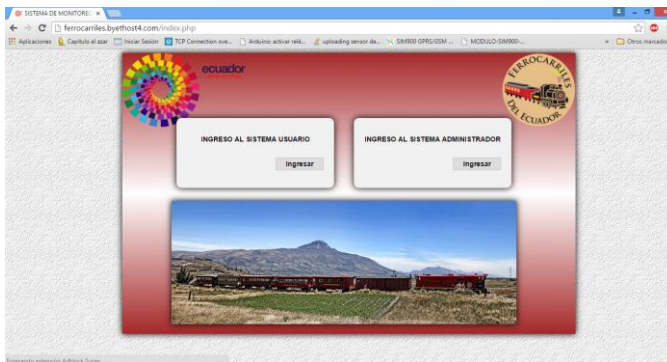 SISTEMA DE MONITOREO
ferrocarriles.byethost4.com/index.php
Aplicaciones
Capitulo al azar
Iniciar Sesión
TCP Connection ove...
Arduino activar relé...
uploading sensor da...
SIM900 GPRS/GSM ...
MODULO-SIM900-...
»
Otros marcado
ecuador
FERROCARRILES
DEL ECUADOR
INGRESO AL SISTEMA USUARIO
Ingresar
INGRESO AL SISTEMA ADMINISTRADOR
Ingresar